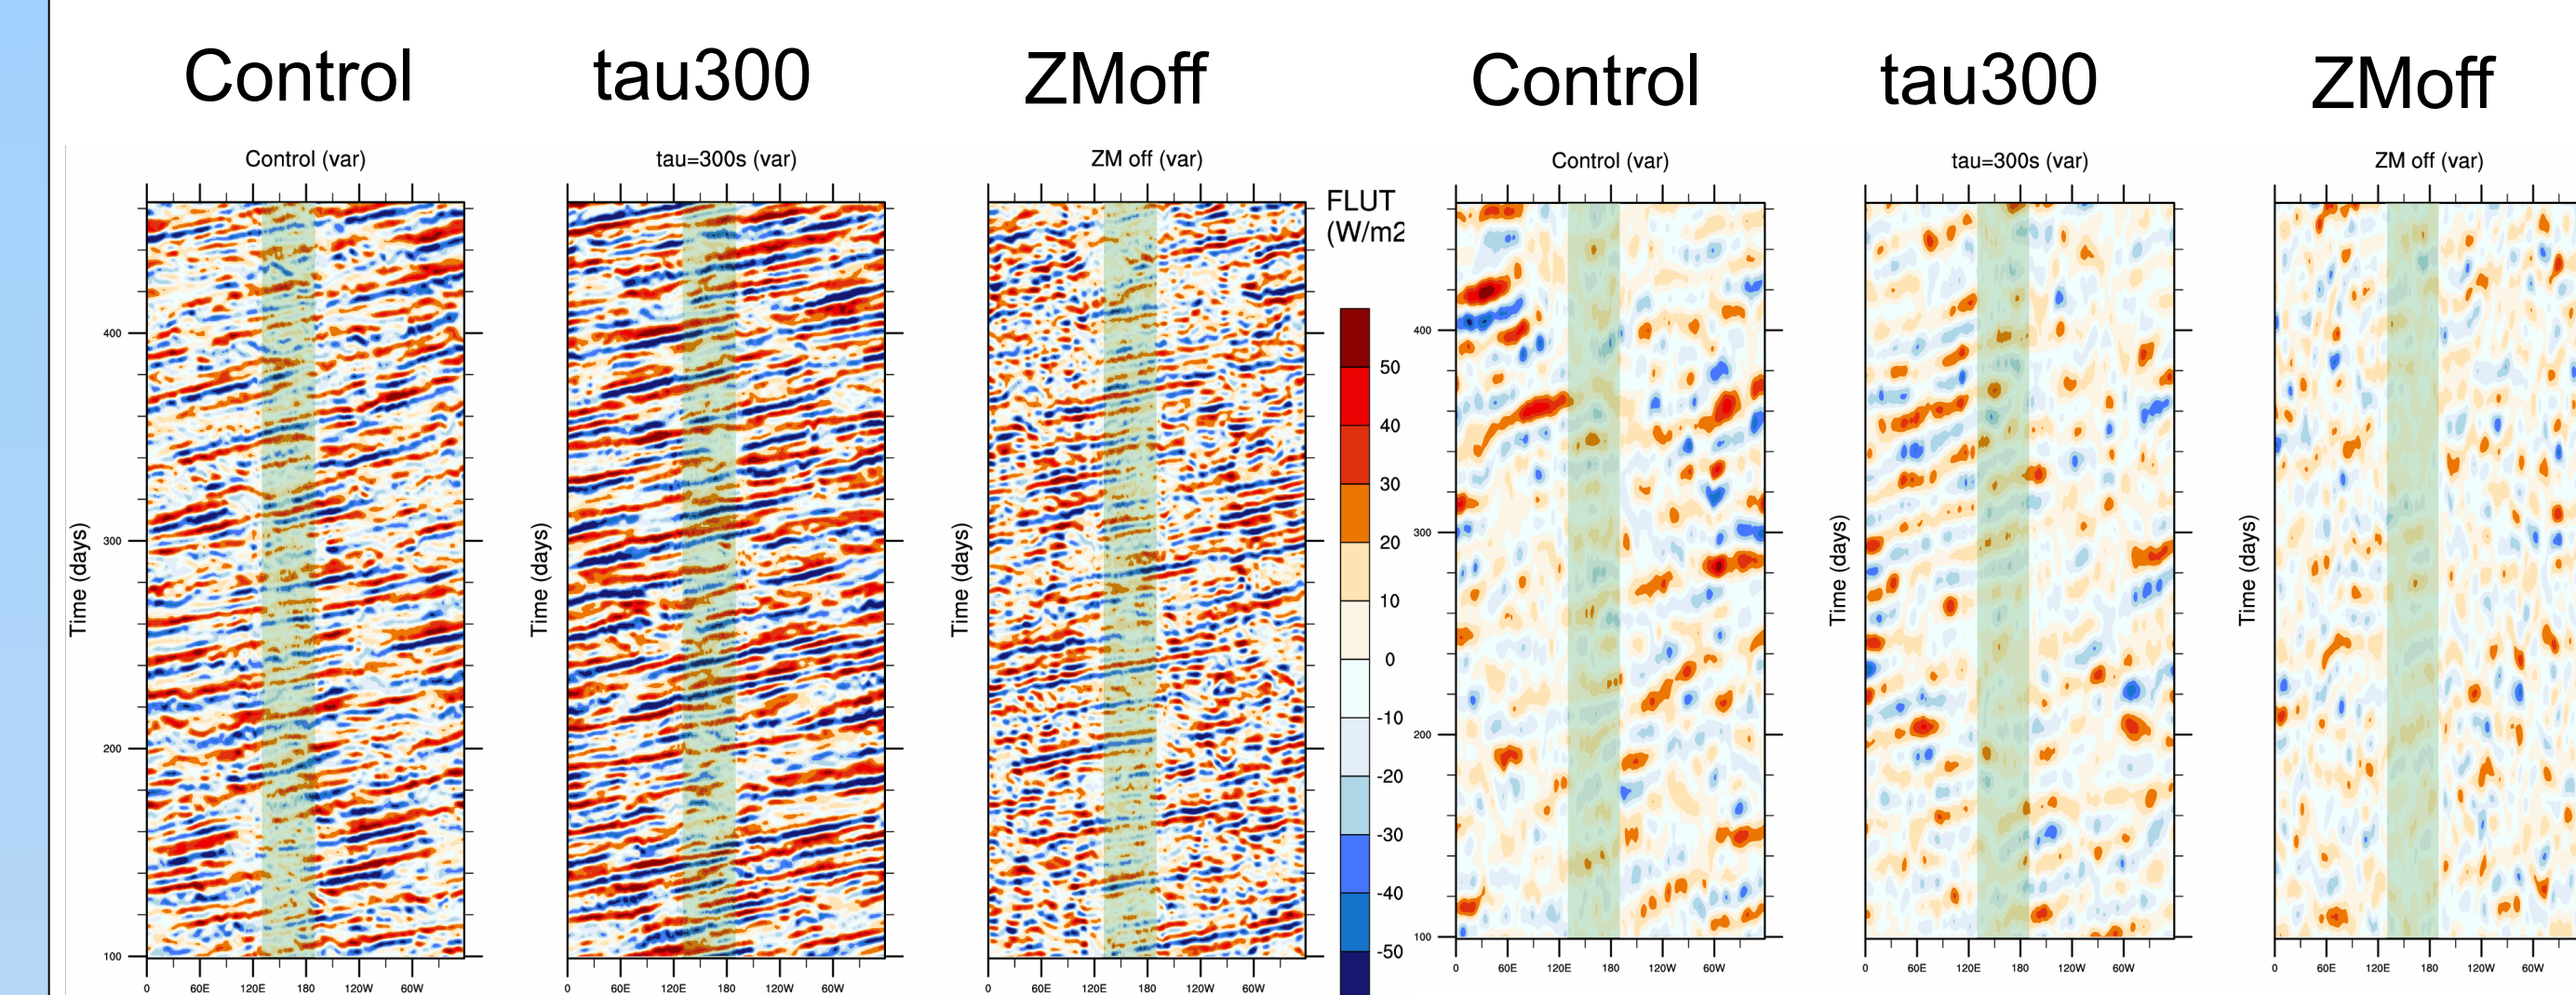 Control
tau300
ZMoff
Control
tau300
ZMoff
Control (var)
tau=300s (var)
ZM off (var)
Control (var)
tau=300s (var)
ZM off (var)
FLUT
(W/m2
Time (days)
400
300
200
100
0 60E 120E 180 120W 60W
Time (days)
0 60E 120E 180 120W 60W
Time (days)
0 60E 120E 180 120W 60W
50
40
30
20
10
0
-10
-20
-30
-40
-50
Time (days)
400
300
200
100
0 60E 120E 180 120W 60W
Time (days)
0 60E 120E 180 120W 60W
Time (days)
0 60E 120E 180 120W 60W